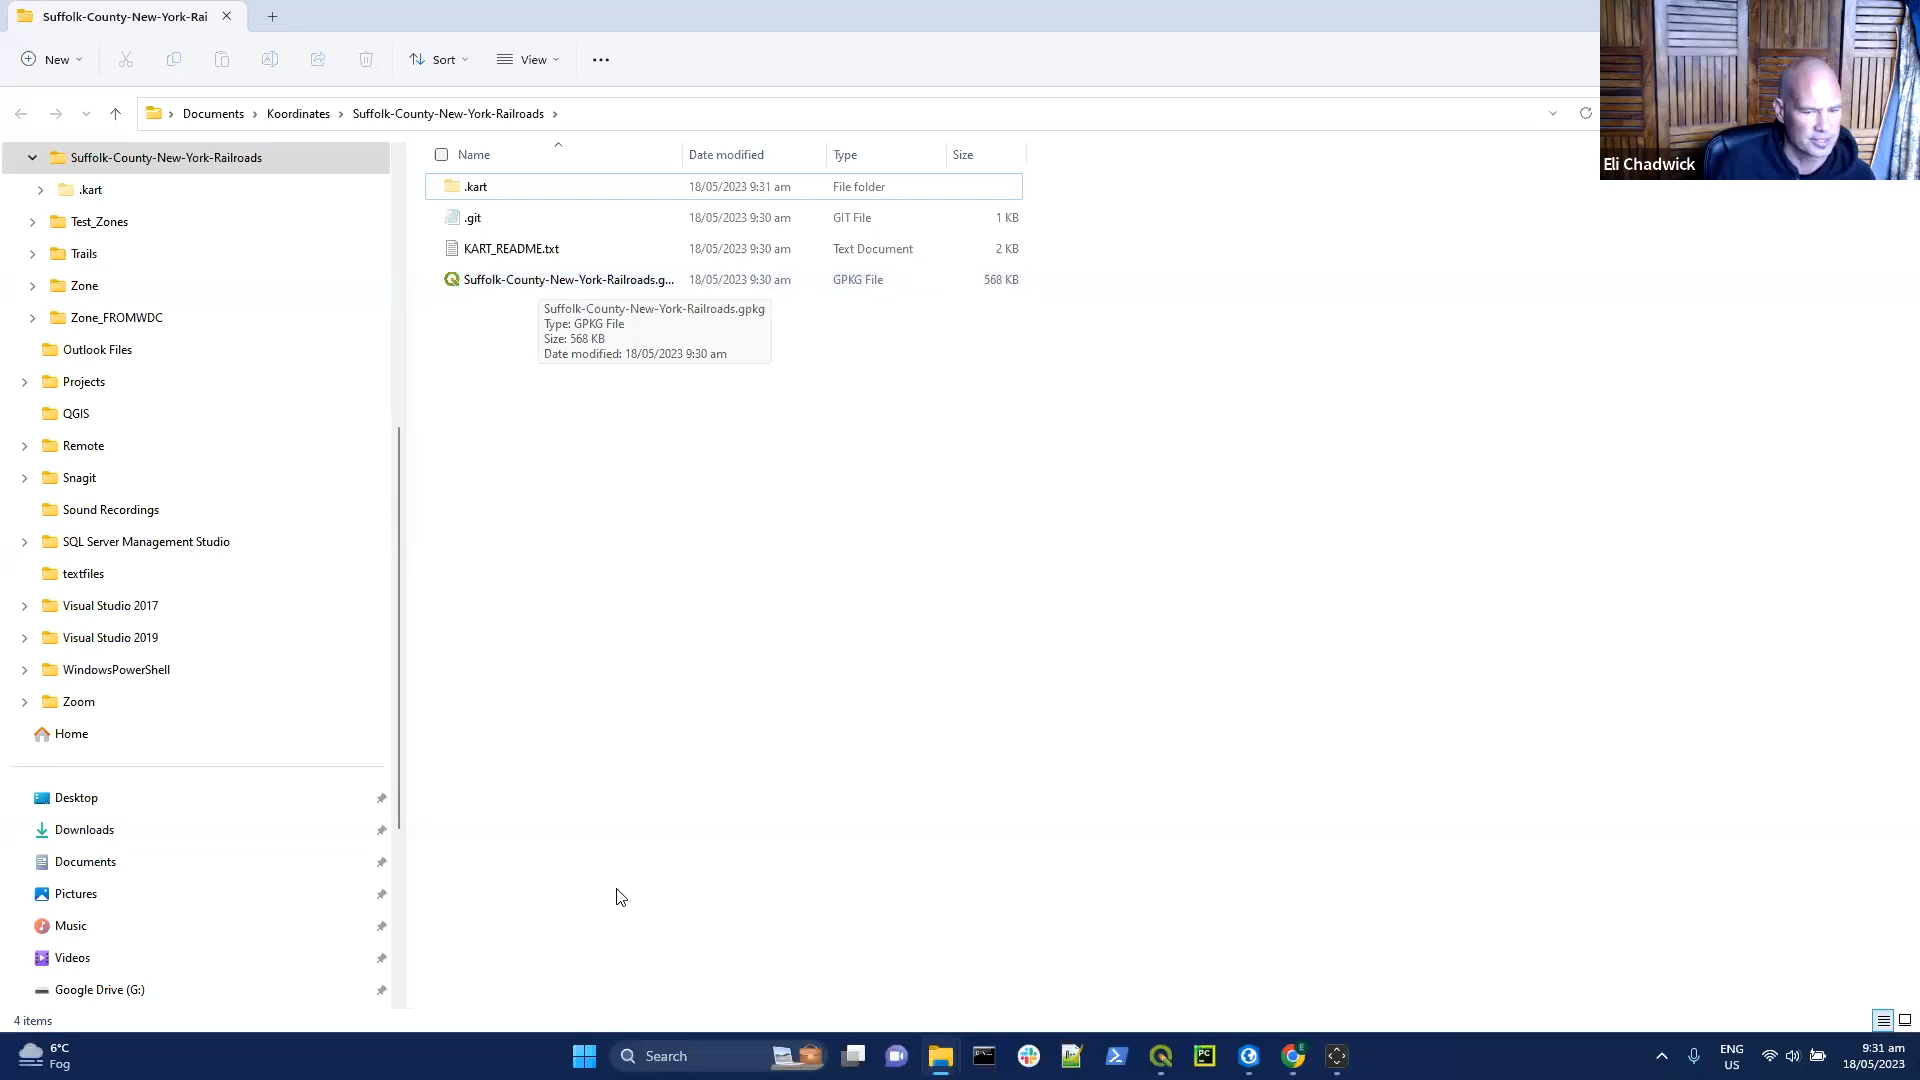 Suffolk-County-New-York-Rai
New
Sort
View
Documents
Koordinates
Suffolk-County-New-York-Railroads
Eli Chadwick
Suffolk-County-New-York-Railroads
.kart
Test_Zones
Trails
Zone
Zone_FROMWDC
Outlook Files
Projects
QGIS
Remote
Snagit
Sound Recordings
SQL Server Management Studio
textfiles
Visual Studio 2017
Visual Studio 2019
WindowsPowerShell
Zoom
Home
Desktop
Downloads
Documents
Pictures
Music
Videos
Google Drive (G:)
Name Date modified Type Size
.kart 18/05/2023 9:31 am File folder
.git 18/05/2023 9:30 am GIT File 1 KB
KART_README.txt 18/05/2023 9:30 am Text Document 2 KB
Suffolk-County-New-York-Railroads.g... 18/05/2023 9:30 am GPKG File 568 KB
Suffolk-County-New-York-Railroads.gpkg
Type: GPKG File
Size: 568 KB
Date modified: 18/05/2023 9:30 am
4 items
6°C
Fog
Search
PC
E
ENG
US
9:31 am
18/05/2023